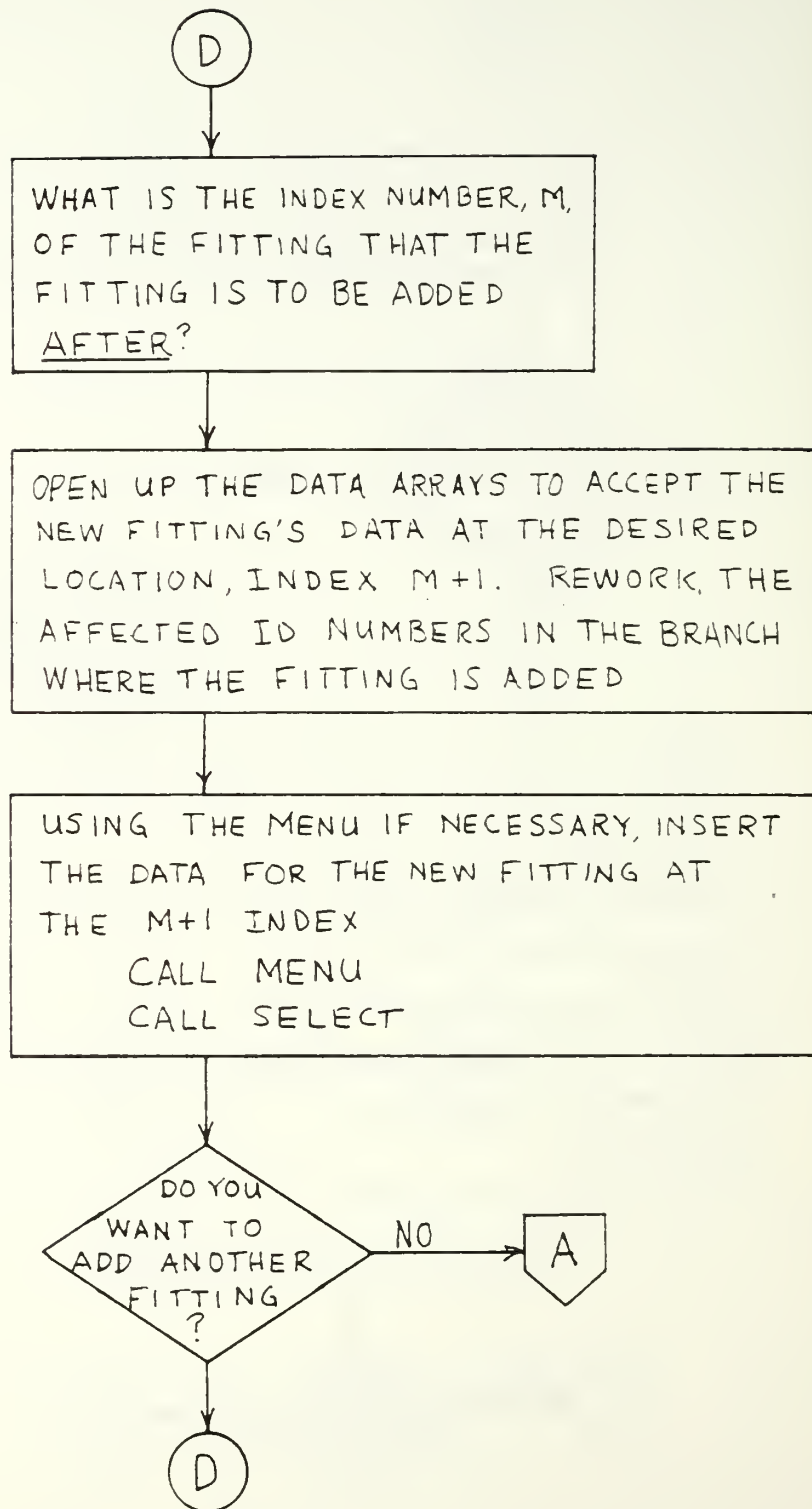 D
WHAT IS THE INDEX NUMBER, M,
OF THE FITTING THAT THE
FITTING IS TO BE ADDED
AFTER?
OPEN UP THE DATA ARRAYS TO ACCEPT THE
NEW FITTING'S DATA AT THE DESIRED
LOCATION, INDEX M+1. REWORK THE
AFFECTED ID NUMBERS IN THE BRANCH
WHERE THE FITTING IS ADDED
USING THE MENU IF NECESSARY, INSERT
THE DATA FOR THE NEW FITTING AT
THE M+1 INDEX
CALL MENU
CALL SELECT
DO YOU
WANT TO
ADD ANOTHER
FITTING
?
NO
A
D